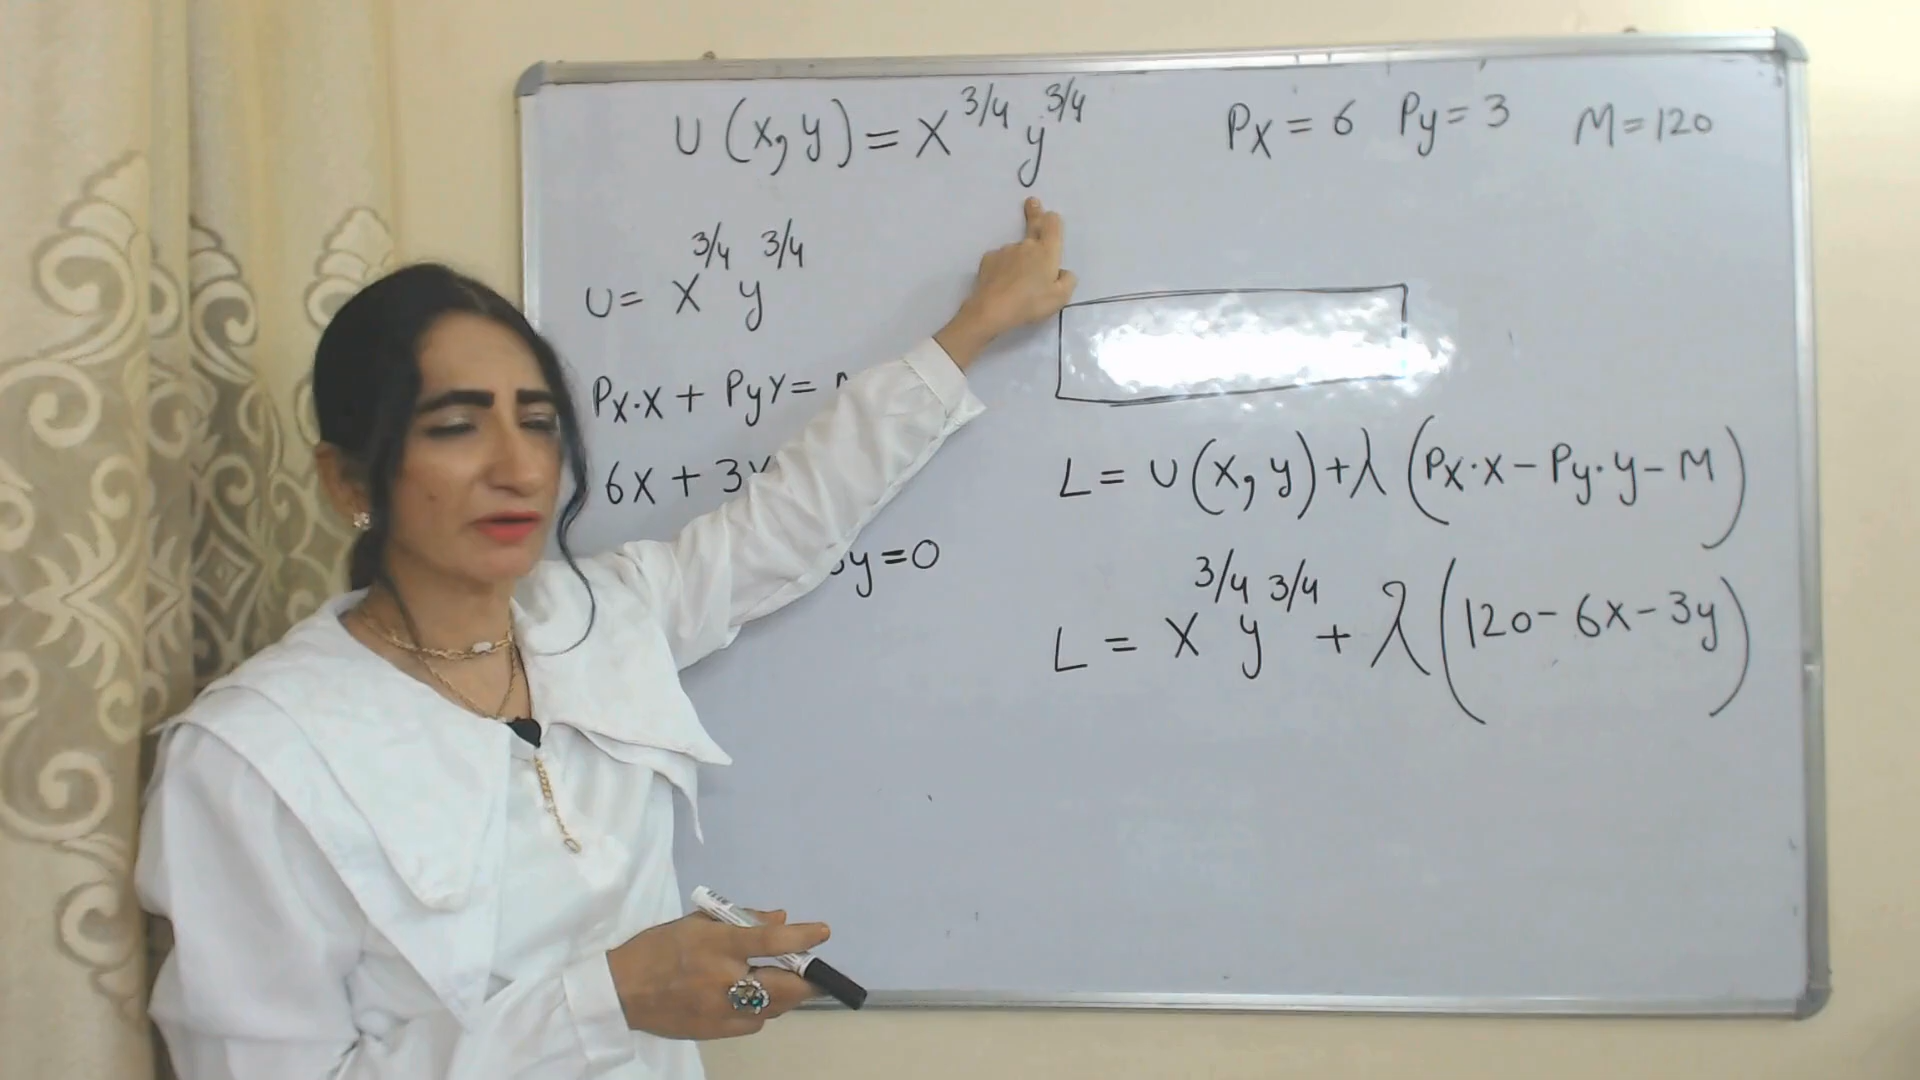 U (x, y) = x^3/4 y^3/4
Px = 6 Py = 3 M = 120
U = x^3/4 y^3/4
Px·x + PyY =
6x + 3y
y = 0
L = U (x, y) + λ (Px·x - Py·y - M)
L = x^3/4 y^3/4 + λ (120 - 6x - 3y)